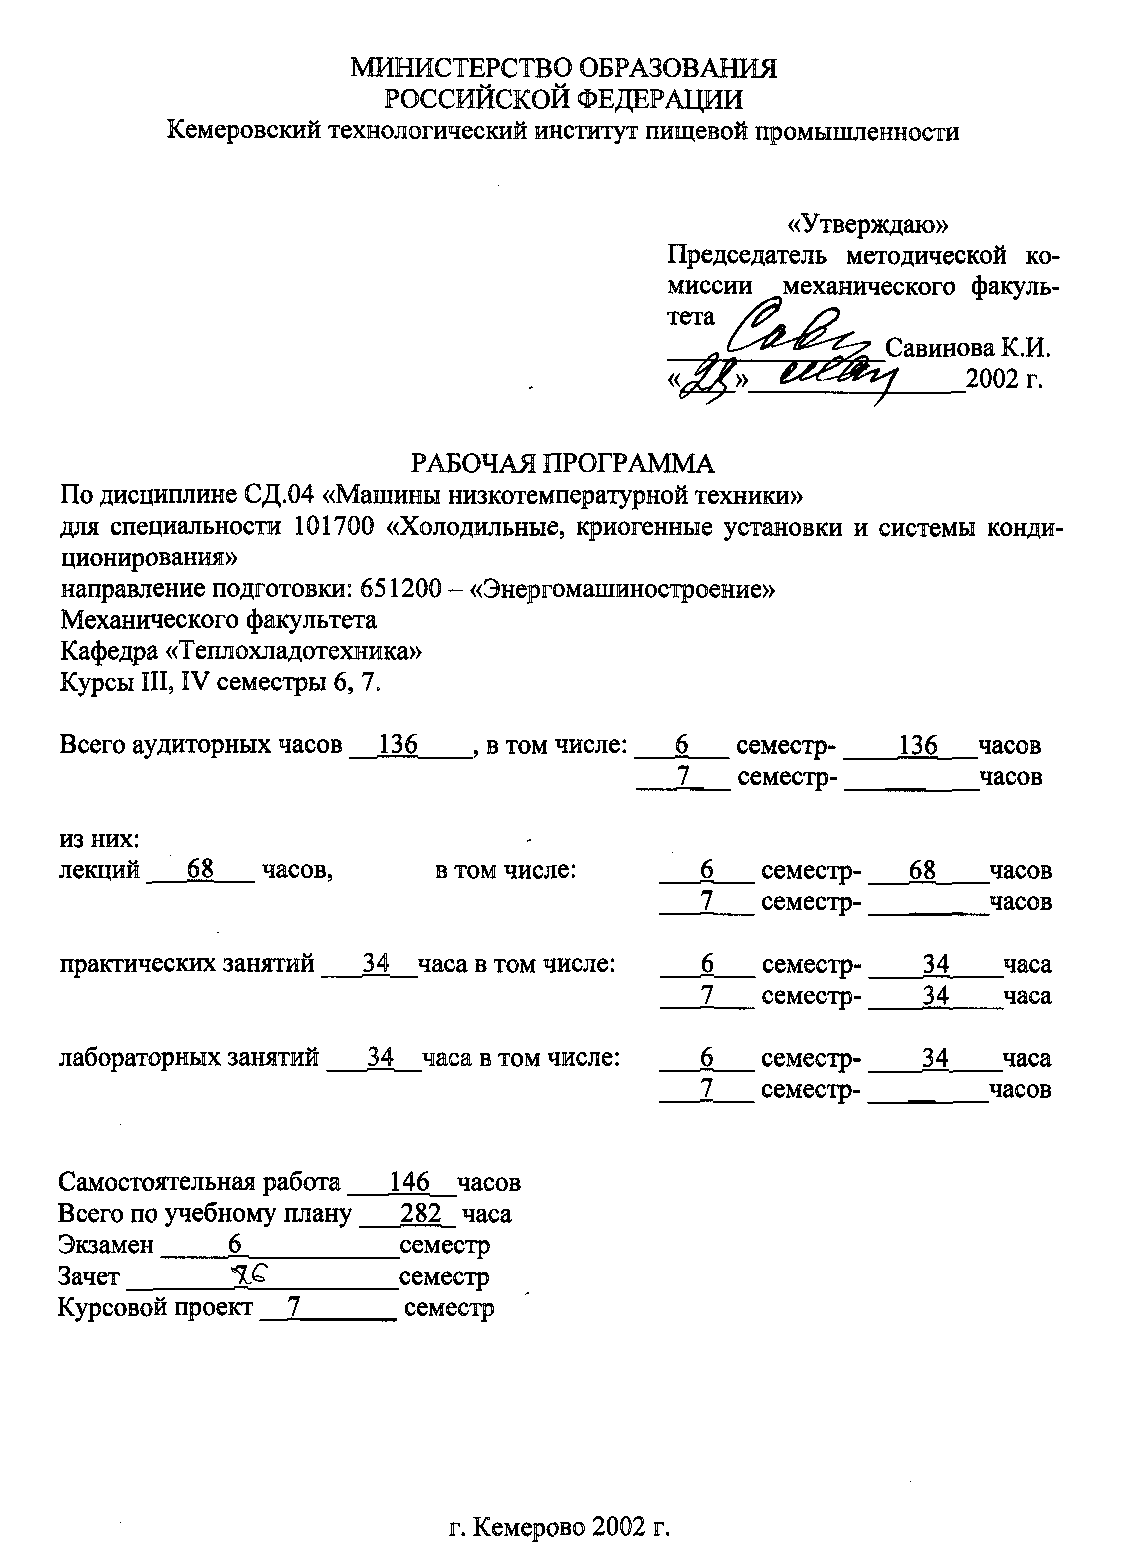 МИНИСТЕРСТВО ОБРАЗОВАНИЯ
РОССИЙСКОЙ ФЕДЕРАЦИИ
Кемеровский технологический институт пищевой промышленности
«Утверждаю»
Председатель методической ко-
миссии механического факуль-
тета
Савинова К.И.
« » мая 2002 г.
РАБОЧАЯ ПРОГРАММА
По дисциплине СД.04 «Машины низкотемпературной техники»
для специальности 101700 «Холодильные, криогенные установки и системы конди-
ционирования»
направление подготовки: 651200 – «Энергомашиностроение»
Механического факультета
Кафедра «Теплохладотехника»
Курсы III, IV семестры 6, 7.
Всего аудиторных часов 136, в том числе: 6 семестр- 136 часов
7 семестр- часов
из них:
лекций 68 часов, в том числе: 6 семестр- 68 часов
7 семестр- часов
практических занятий 34 часа в том числе: 6 семестр- 34 часа
7 семестр- 34 часа
лабораторных занятий 34 часа в том числе: 6 семестр- 34 часа
7 семестр- часов
Самостоятельная работа 146 часов
Всего по учебному плану 282 часа
Экзамен 6 семестр
Зачет семестр
Курсовой проект 7 семестр
г. Кемерово 2002 г.